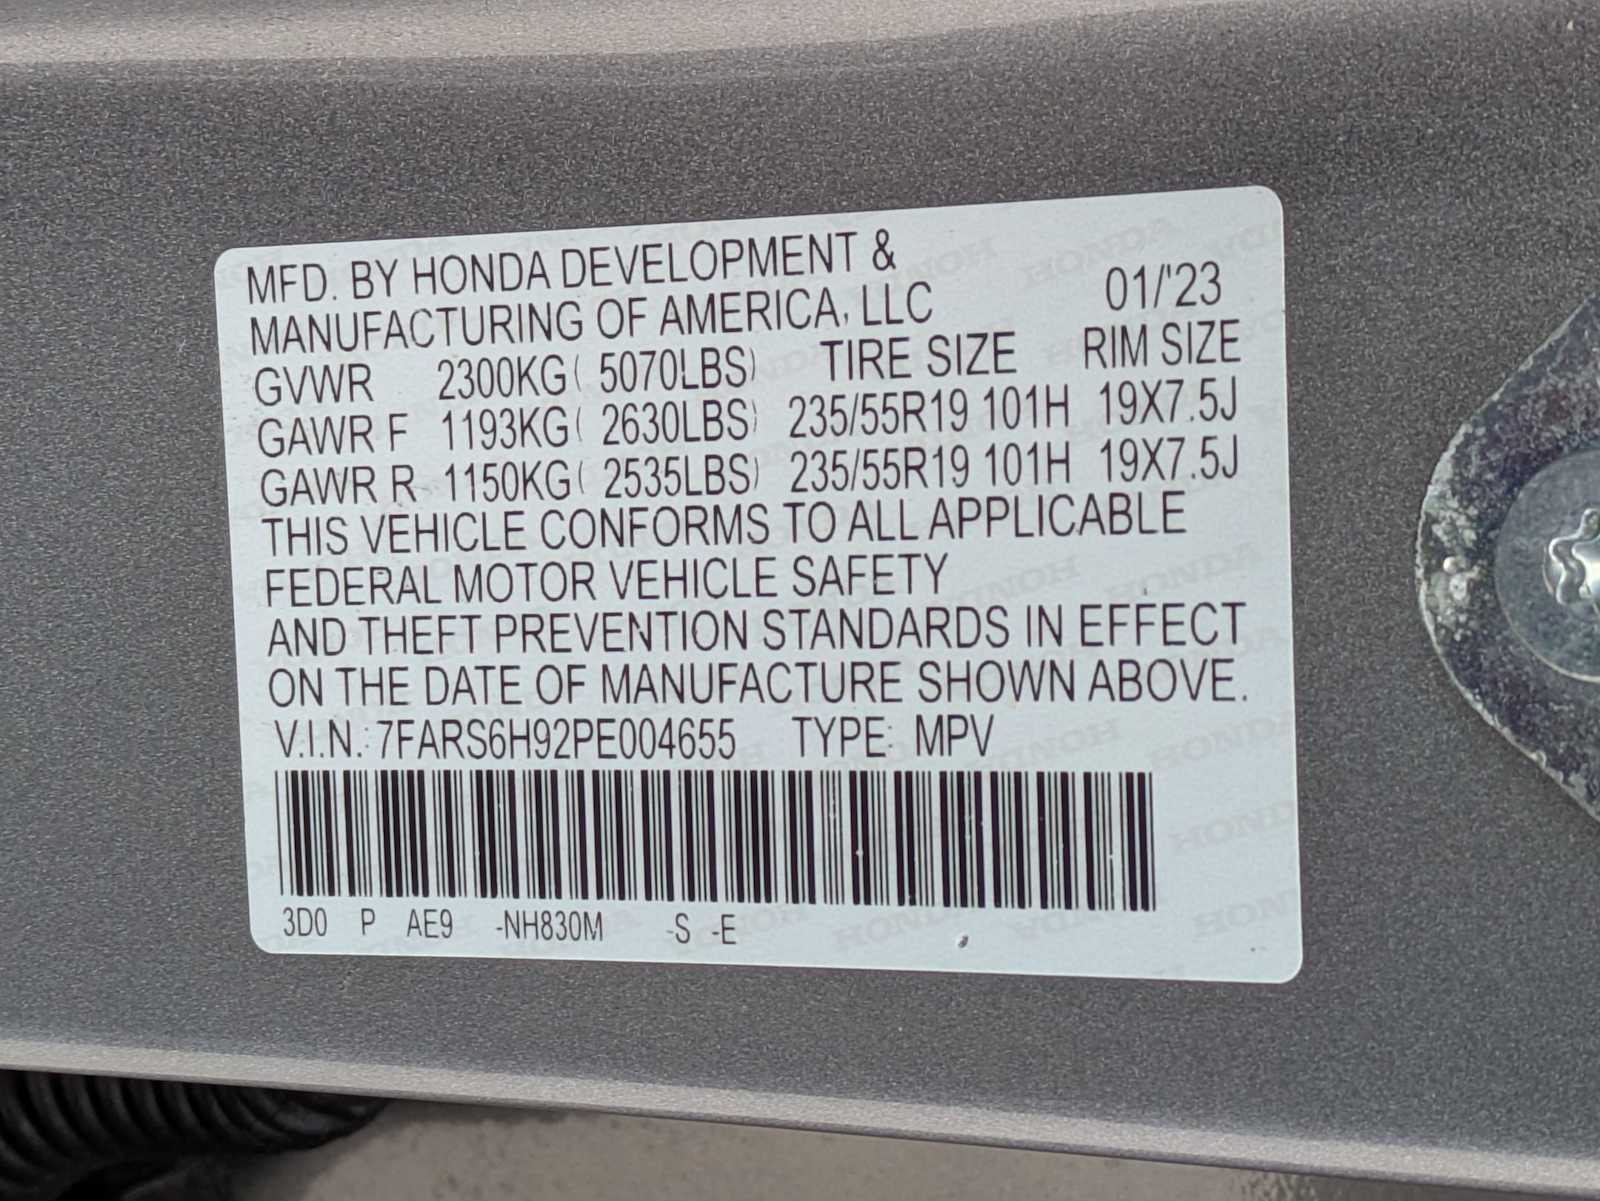 MFD. BY HONDA DEVELOPMENT &
MANUFACTURING OF AMERICA, LLC 01/'23
GVWR 2300KG( 5070LBS) TIRE SIZE RIM SIZE
GAWR F 1193KG( 2630LBS) 235/55R19 101H 19X7.5J
GAWR R 1150KG( 2535LBS) 235/55R19 101H 19X7.5J
THIS VEHICLE CONFORMS TO ALL APPLICABLE
FEDERAL MOTOR VEHICLE SAFETY
AND THEFT PREVENTION STANDARDS IN EFFECT
ON THE DATE OF MANUFACTURE SHOWN ABOVE.
V.I.N.: 7FARS6H92PE004655 TYPE: MPV
3D0 P AE9 -NH830M -S -E